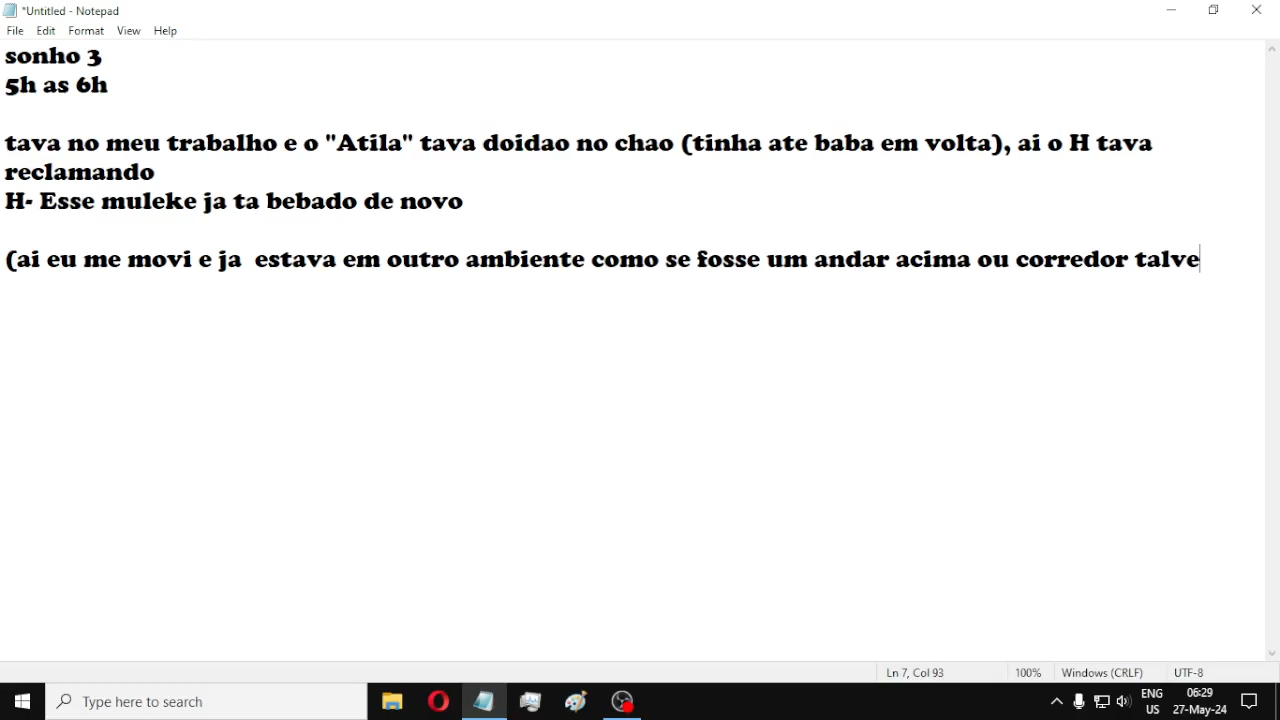 *Untitled - Notepad
File Edit Format View Help
sonho 3
5h as 6h
tava no meu trabalho e o "Atila" tava doidao no chao (tinha ate baba em volta), ai o H tava
reclamando
H- Esse muleke ja ta bebado de novo
(ai eu me movi e ja  estava em outro ambiente como se fosse um andar acima ou corredor talve
Ln 7, Col 93 100% Windows (CRLF) UTF-8
Type here to search
ENG 06:29
US 27-May-24